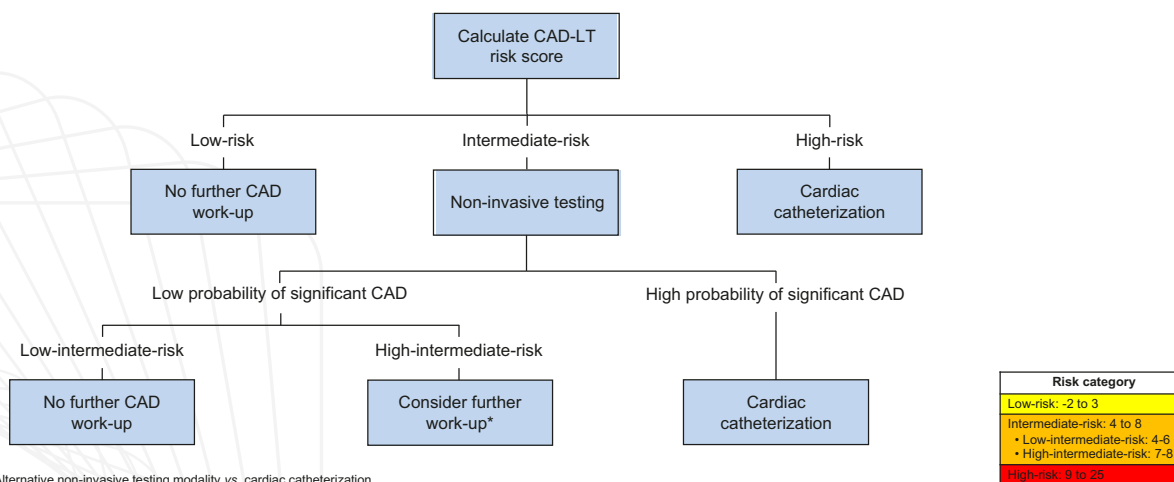 Calculate CAD-LT
risk score
Low-risk
Intermediate-risk
High-risk
No further CAD
work-up
Non-invasive testing
Cardiac
catheterization
Low probability of significant CAD
High probability of significant CAD
Low-intermediate-risk
High-intermediate-risk
No further CAD
work-up
Consider further
work-up*
Cardiac
catheterization
Risk category
Low-risk: -2 to 3
Intermediate-risk: 4 to 8
• Low-intermediate-risk: 4-6
• High-intermediate-risk: 7-8
High-risk: 9 to 25
Alternative non-invasive testing modality vs. cardiac catheterization